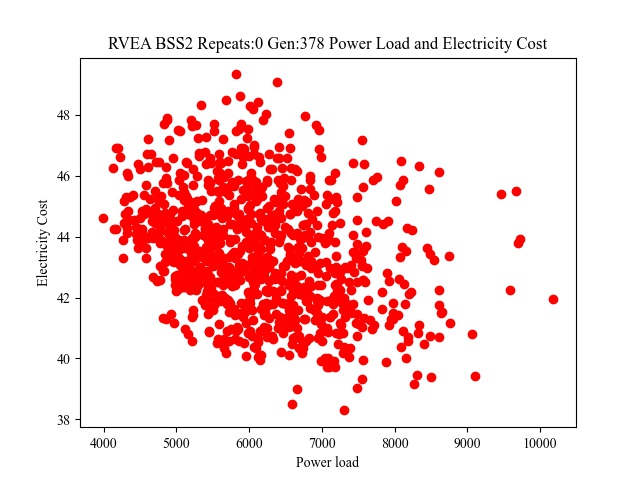 RVEA BSS2 Repeats:0 Gen:378 Power Load and Electricity Cost
Electricity Cost
48
46
44
42
40
38
4000 5000 6000 7000 8000 9000 10000
Power load